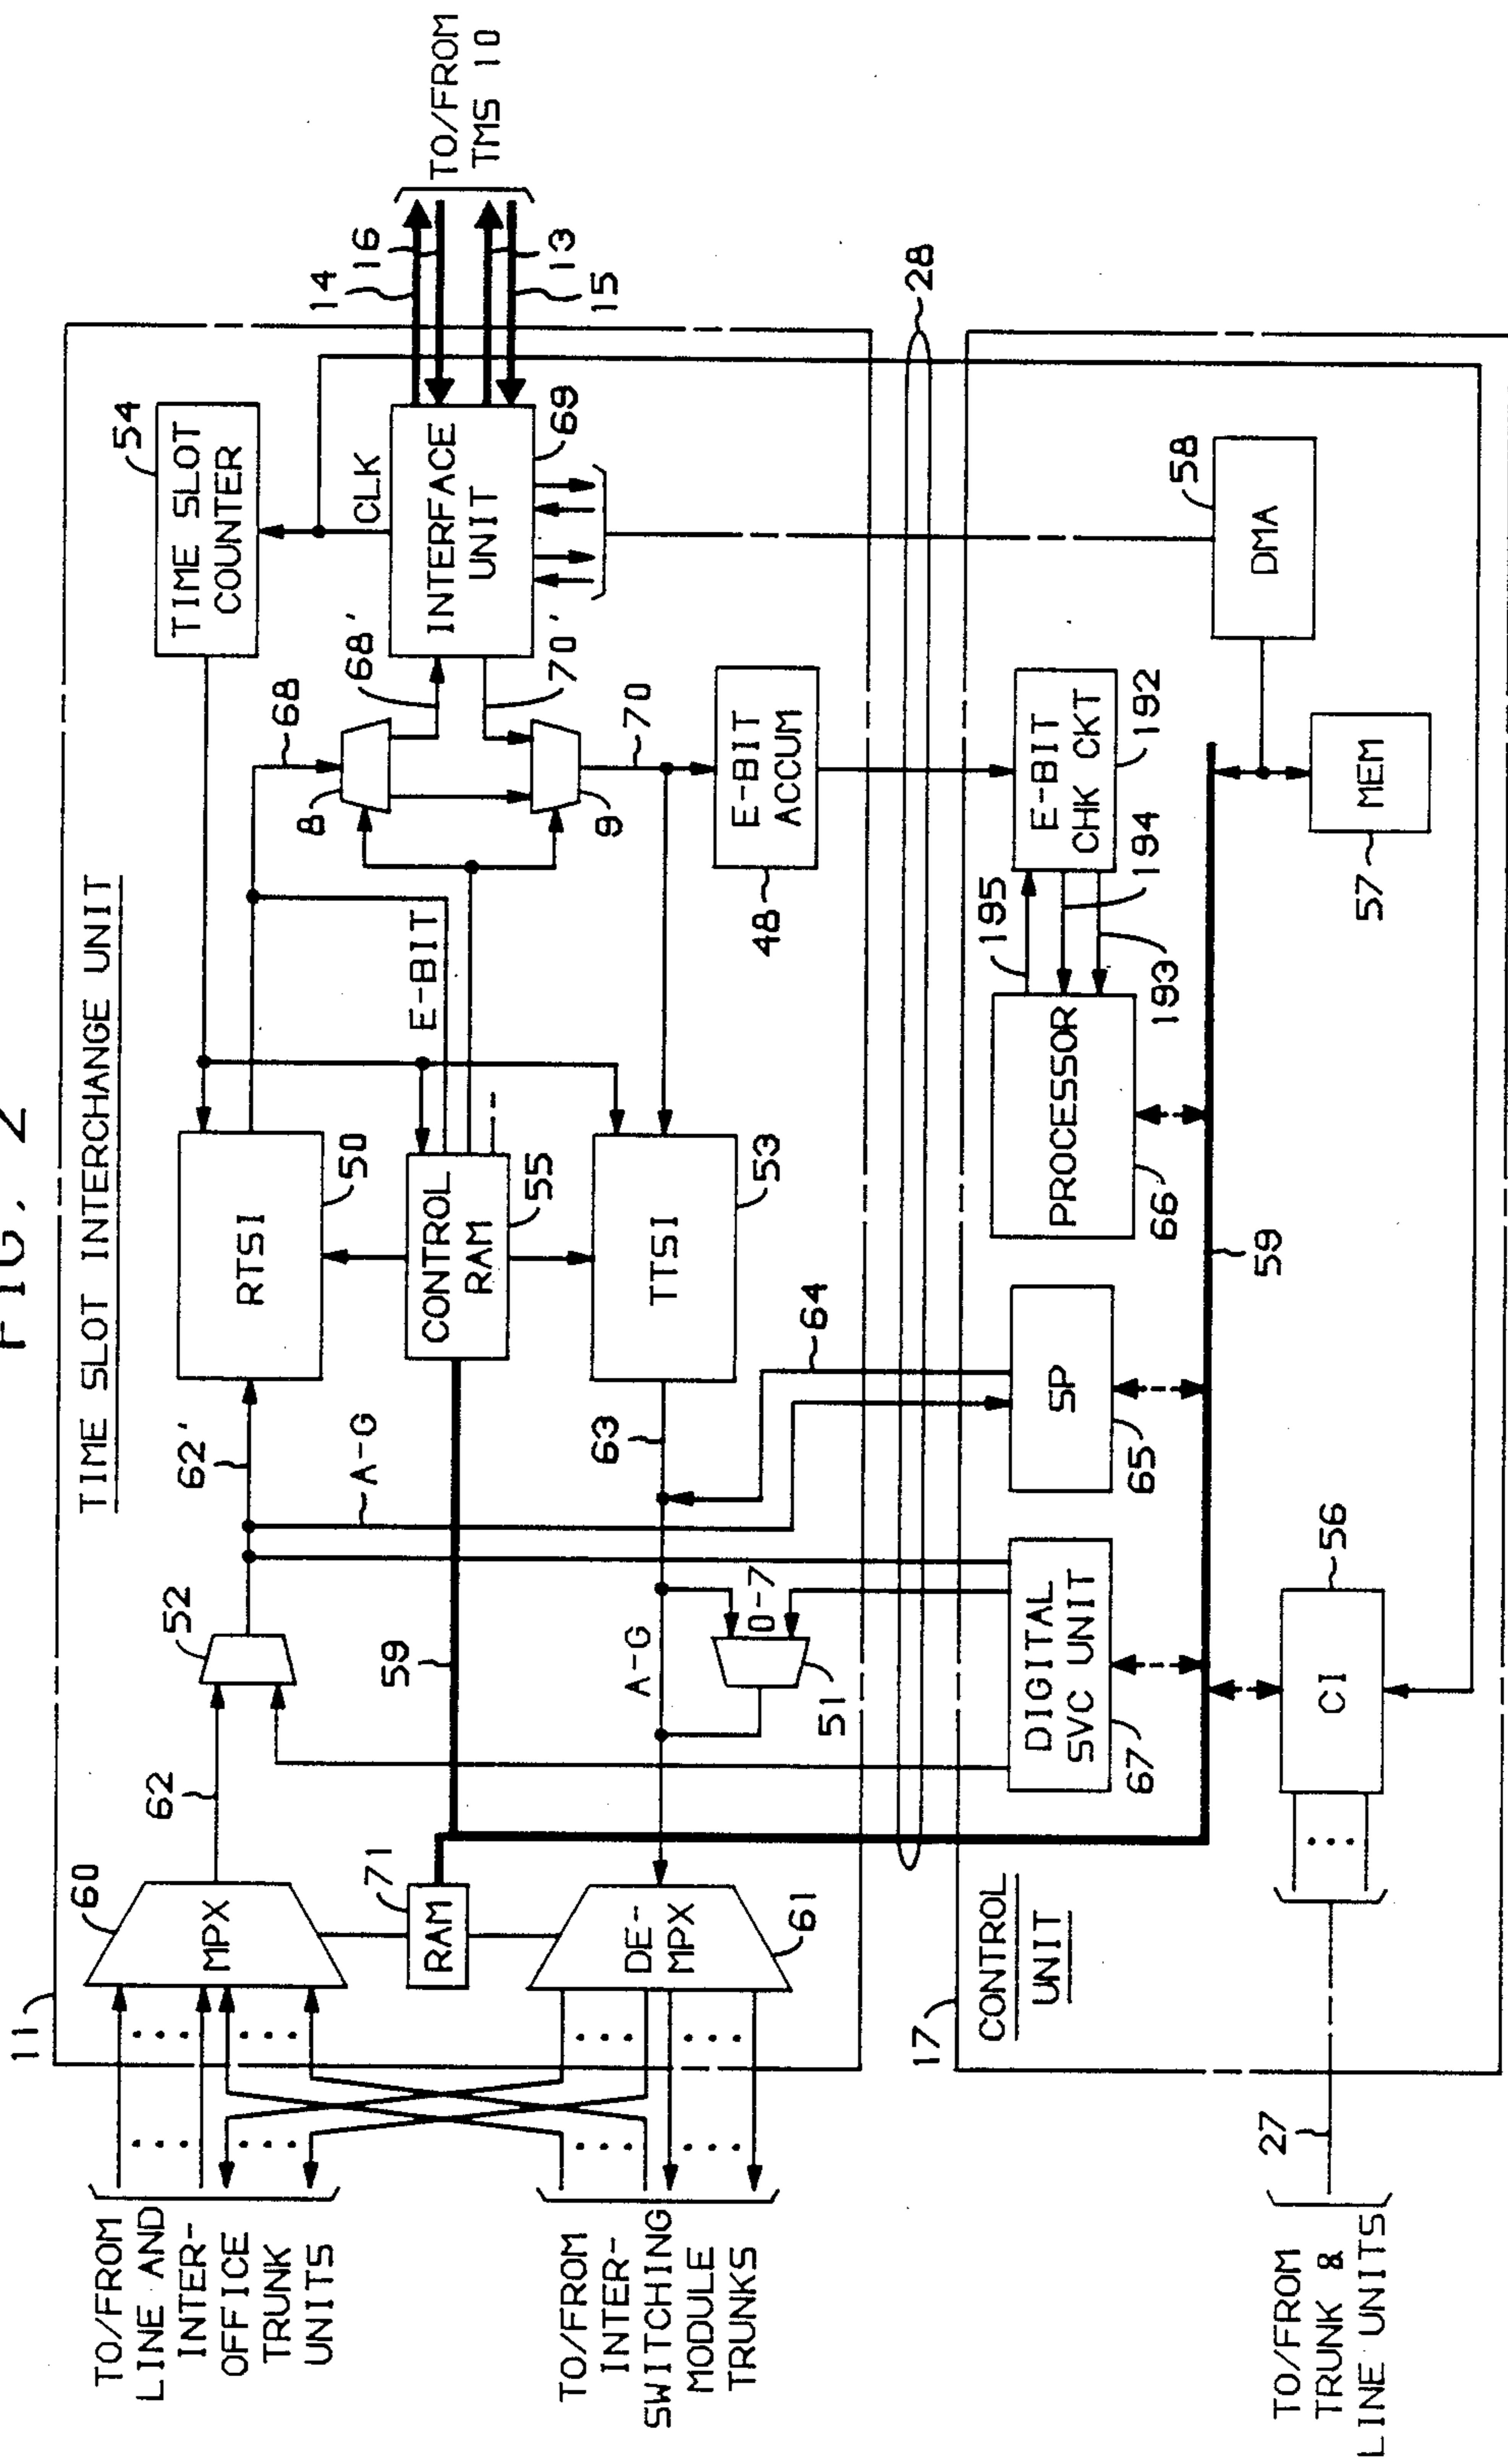 FIG. 2
TIME SLOT INTERCHANGE UNIT
11
60
MPX
62
52
62'
A-G
RTSI
50
TIME SLOT
COUNTER
54
68
8
68'
CLK
INTERFACE
UNIT
69
14
16
13
15
TO/FROM
TMS 10
E-BIT
9
70'
70
71
RAM
59
CONTROL
RAM
55
TTSI
53
63
64
A-G
0-7
51
DE-
MPX
61
E-BIT
ACCUM
48
28
TO/FROM
LINE AND
INTER-
OFFICE
TRUNK
UNITS
TO/FROM
INTER-
SWITCHING
MODULE
TRUNKS
17
CONTROL
UNIT
DIGITAL
SVC UNIT
67
SP
65
PROCESSOR
66
195
194
193
E-BIT
CHK CKT
192
58
DMA
MEM
57
59
CI
56
27
TO/FROM
TRUNK &
LINE UNITS